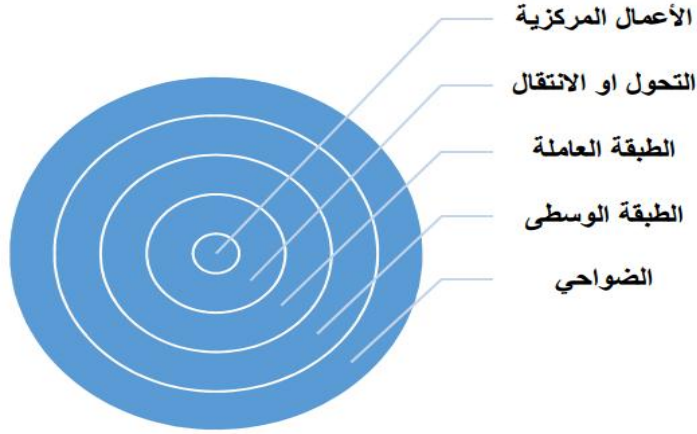 الأعمال المركزية
التحول او الانتقال
الطبقة العاملة
الطبقة الوسطى
الضواحي